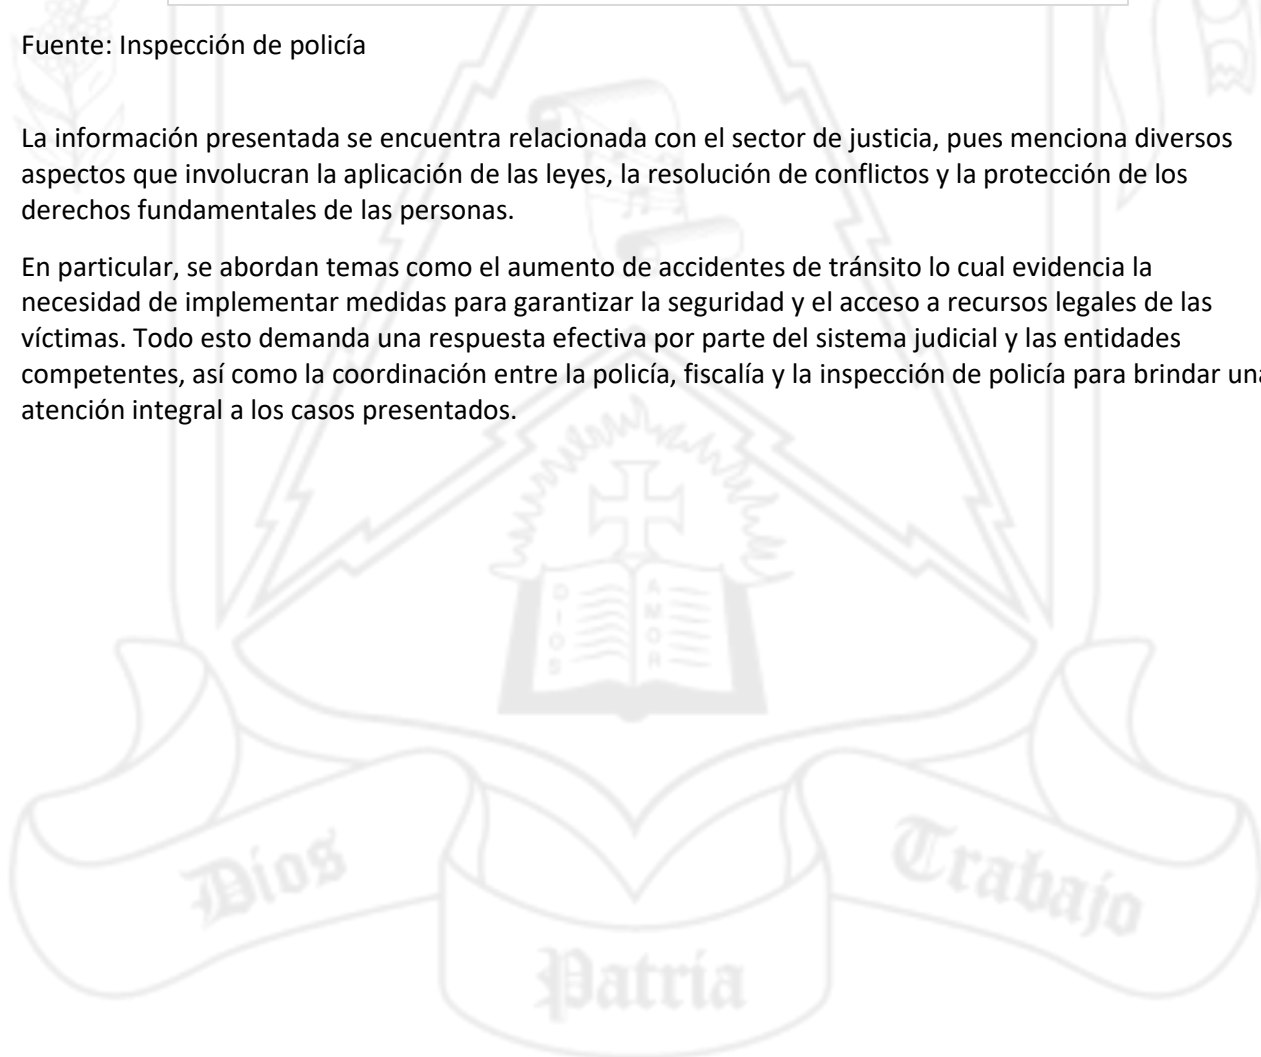 Fuente: Inspección de policía
La información presentada se encuentra relacionada con el sector de justicia, pues menciona diversos
aspectos que involucran la aplicación de las leyes, la resolución de conflictos y la protección de los
derechos fundamentales de las personas.
En particular, se abordan temas como el aumento de accidentes de tránsito lo cual evidencia la
necesidad de implementar medidas para garantizar la seguridad y el acceso a recursos legales de las
víctimas. Todo esto demanda una respuesta efectiva por parte del sistema judicial y las entidades
competentes, así como la coordinación entre la policía, fiscalía y la inspección de policía para brindar una
atención integral a los casos presentados.
DIOS AMOR
Dios
Trabajo
Patria